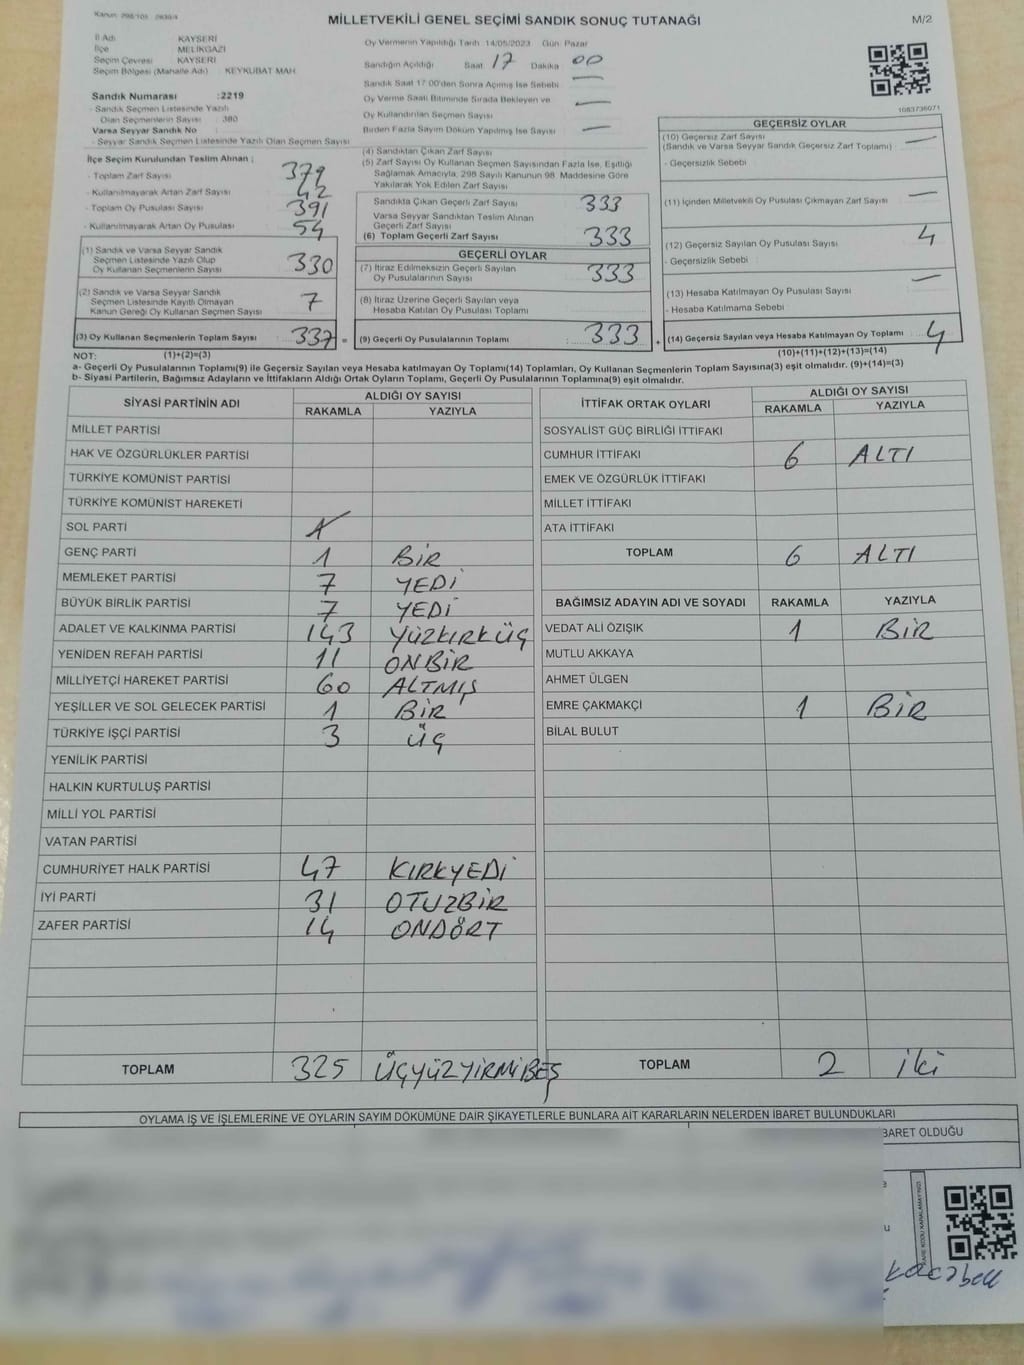 MİLLETVEKİLİ GENEL SEÇİMİ SANDIK SONUÇ TUTANAĞI
M/2
İl Adı KAYSERİ
İlçe MELİKGAZİ
Seçim Çevresi KAYSERİ
Seçim Bölgesi (Mahalle Adı) : KEYKUBAT MAH
Sandık Numarası :2219
- Sandık Seçmen Listesinde Yazılı
Olan Seçmenlerin Sayısı : 380
Varsa Seyyar Sandık No :
- Seyyar Sandık Seçmen Listesinde Yazılı Olan Seçmen Sayısı
Oy Vermenin Yapıldığı Tarih 14/05/2023 Gün Pazar
Sandığın Açıldığı Saat 17 Dakika 00
Sandık Saat 17:00'den Sonra Açılmış İse Sebebi —
Oy Verme Saati Bitiminde Sırada Bekleyen ve
Oy Kullandırılan Seçmen Sayısı —
Birden Fazla Sayım Döküm Yapılmış İse Sayısı —
1083736071
İlçe Seçim Kurulundan Teslim Alınan ;
- Toplam Zarf Sayısı 379
- Kullanılmayarak Artan Zarf Sayısı 42
- Toplam Oy Pusulası Sayısı 391
- Kullanılmayarak Artan Oy Pusulası 54
(1) Sandık ve Varsa Seyyar Sandık
Seçmen Listesinde Yazılı Olup
Oy Kullanan Seçmenlerin Sayısı 330
(2) Sandık ve Varsa Seyyar Sandık
Seçmen Listesinde Kayıtlı Olmayan
Kanun Gereği Oy Kullanan Seçmen Sayısı 7
(3) Oy Kullanan Seçmenlerin Toplam Sayısı 337 =
(4) Sandıktan Çıkan Zarf Sayısı
(5) Zarf Sayısı Oy Kullanan Seçmen Sayısından Fazla İse, Eşitliği
Sağlamak Amacıyla, 298 Sayılı Kanunun 98. Maddesine Göre
Yakılarak Yok Edilen Zarf Sayısı
Sandıkta Çıkan Geçerli Zarf Sayısı 333
Varsa Seyyar Sandıktan Teslim Alınan
Geçerli Zarf Sayısı
(6) Toplam Geçerli Zarf Sayısı 333
GEÇERLİ OYLAR
(7) İtiraz Edilmeksizin Geçerli Sayılan
Oy Pusulalarının Sayısı 333
(8) İtiraz Üzerine Geçerli Sayılan veya
Hesaba Katılan Oy Pusulası Toplamı
(9) Geçerli Oy Pusulalarının Toplamı 333 +
GEÇERSİZ OYLAR
(10) Geçersiz Zarf Sayısı
(Sandık ve Varsa Seyyar Sandık Geçersiz Zarf Toplamı) : —
- Geçersizlik Sebebi
(11) İçinden Milletvekili Oy Pusulası Çıkmayan Zarf Sayısı —
(12) Geçersiz Sayılan Oy Pusulası Sayısı 4
- Geçersizlik Sebebi :
(13) Hesaba Katılmayan Oy Pusulası Sayısı —
- Hesaba Katılmama Sebebi :
(14) Geçersiz Sayılan veya Hesaba Katılmayan Oy Toplamı 4
NOT: (1)+(2)=(3) (10)+(11)+(12)+(13)=(14)
a- Geçerli Oy Pusulalarının Toplamı(9) ile Geçersiz Sayılan veya Hesaba katılmayan Oy Toplamı(14) Toplamları, Oy Kullanan Seçmenlerin Toplam Sayısına(3) eşit olmalıdır. (9)+(14)=(3)
b- Siyasi Partilerin, Bağımsız Adayların ve İttifakların Aldığı Ortak Oyların Toplamı, Geçerli Oy Pusulalarının Toplamına(9) eşit olmalıdır.
SİYASİ PARTİNİN ADI ALDIĞI OY SAYISI
RAKAMLA YAZIYLA
MİLLET PARTİSİ
HAK VE ÖZGÜRLÜKLER PARTİSİ
TÜRKİYE KOMÜNİST PARTİSİ
TÜRKİYE KOMÜNİST HAREKETİ
SOL PARTİ
GENÇ PARTİ 1 BİR
MEMLEKET PARTİSİ 7 YEDİ
BÜYÜK BİRLİK PARTİSİ 7 YEDİ
ADALET VE KALKINMA PARTİSİ 143 YÜZKIRKÜÇ
YENİDEN REFAH PARTİSİ 11 ONBİR
MİLLİYETÇİ HAREKET PARTİSİ 60 ALTMIŞ
YEŞİLLER VE SOL GELECEK PARTİSİ 1 BİR
TÜRKİYE İŞÇİ PARTİSİ 3 ÜÇ
YENİLİK PARTİSİ
HALKIN KURTULUŞ PARTİSİ
MİLLİ YOL PARTİSİ
VATAN PARTİSİ
CUMHURİYET HALK PARTİSİ 47 KIRKYEDİ
İYİ PARTİ 31 OTUZBİR
ZAFER PARTİSİ 14 ONDÖRT
TOPLAM 325 ÜÇYÜZYİRMİBEŞ
İTTİFAK ORTAK OYLARI ALDIĞI OY SAYISI
RAKAMLA YAZIYLA
SOSYALİST GÜÇ BİRLİĞİ İTTİFAKI
CUMHUR İTTİFAKI 6 ALTI
EMEK VE ÖZGÜRLÜK İTTİFAKI
MİLLET İTTİFAKI
ATA İTTİFAKI
TOPLAM 6 ALTI
BAĞIMSIZ ADAYIN ADI VE SOYADI RAKAMLA YAZIYLA
VEDAT ALİ ÖZIŞIK 1 BİR
MUTLU AKKAYA
AHMET ÜLGEN
EMRE ÇAKMAKÇİ 1 BİR
BİLAL BULUT
TOPLAM 2 İki
OYLAMA İŞ VE İŞLEMLERİNE VE OYLARIN SAYIM DÖKÜMÜNE DAİR ŞİKAYETLERLE BUNLARA AİT KARARLARIN NELERDEN İBARET BULUNDUKLARI
BARET OLDUĞU